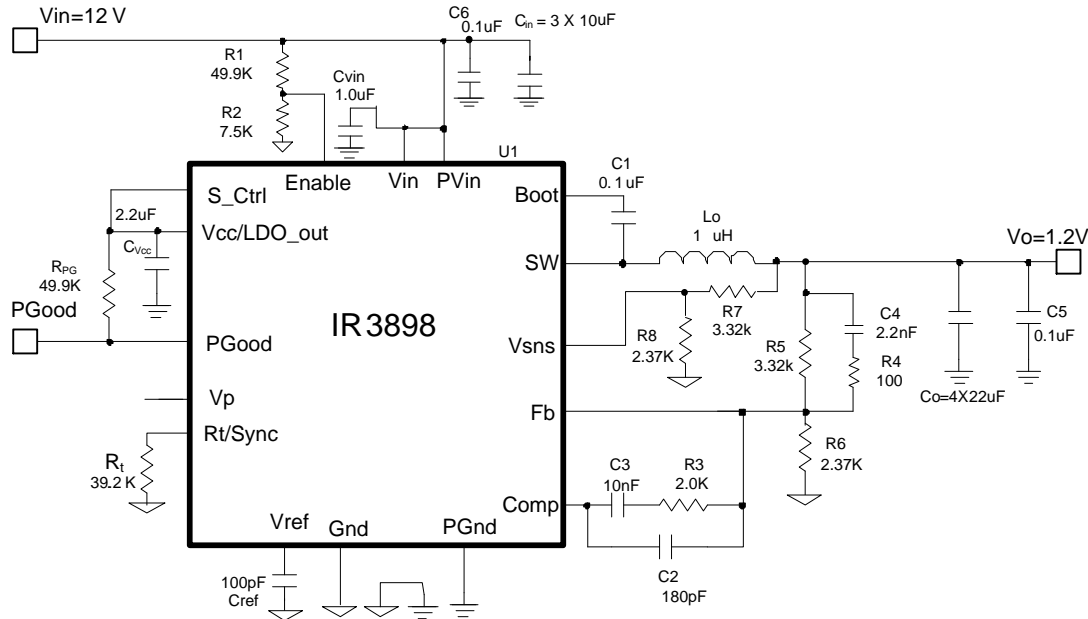 Vin=12 V
C6
0.1uF
Cin = 3 X 10uF
R1
49.9K
Cvin
1.0uF
R2
7.5K
U1
Enable
Vin
PVin
S_Ctrl
Boot
C1
0.1uF
2.2uF
Vcc/LDO_out
CVcc
Lo
1 uH
Vo=1.2V
SW
RPG
49.9K
PGood
IR3898
R7
3.32k
C4
2.2nF
C5
0.1uF
PGood
Vsns
R8
2.37K
R5
3.32k
R4
100
Co=4X22uF
Vp
Fb
Rt/Sync
R6
2.37K
Rt
39.2 K
C3
10nF
R3
2.0K
Comp
Vref
Gnd
PGnd
C2
180pF
100pF
Cref